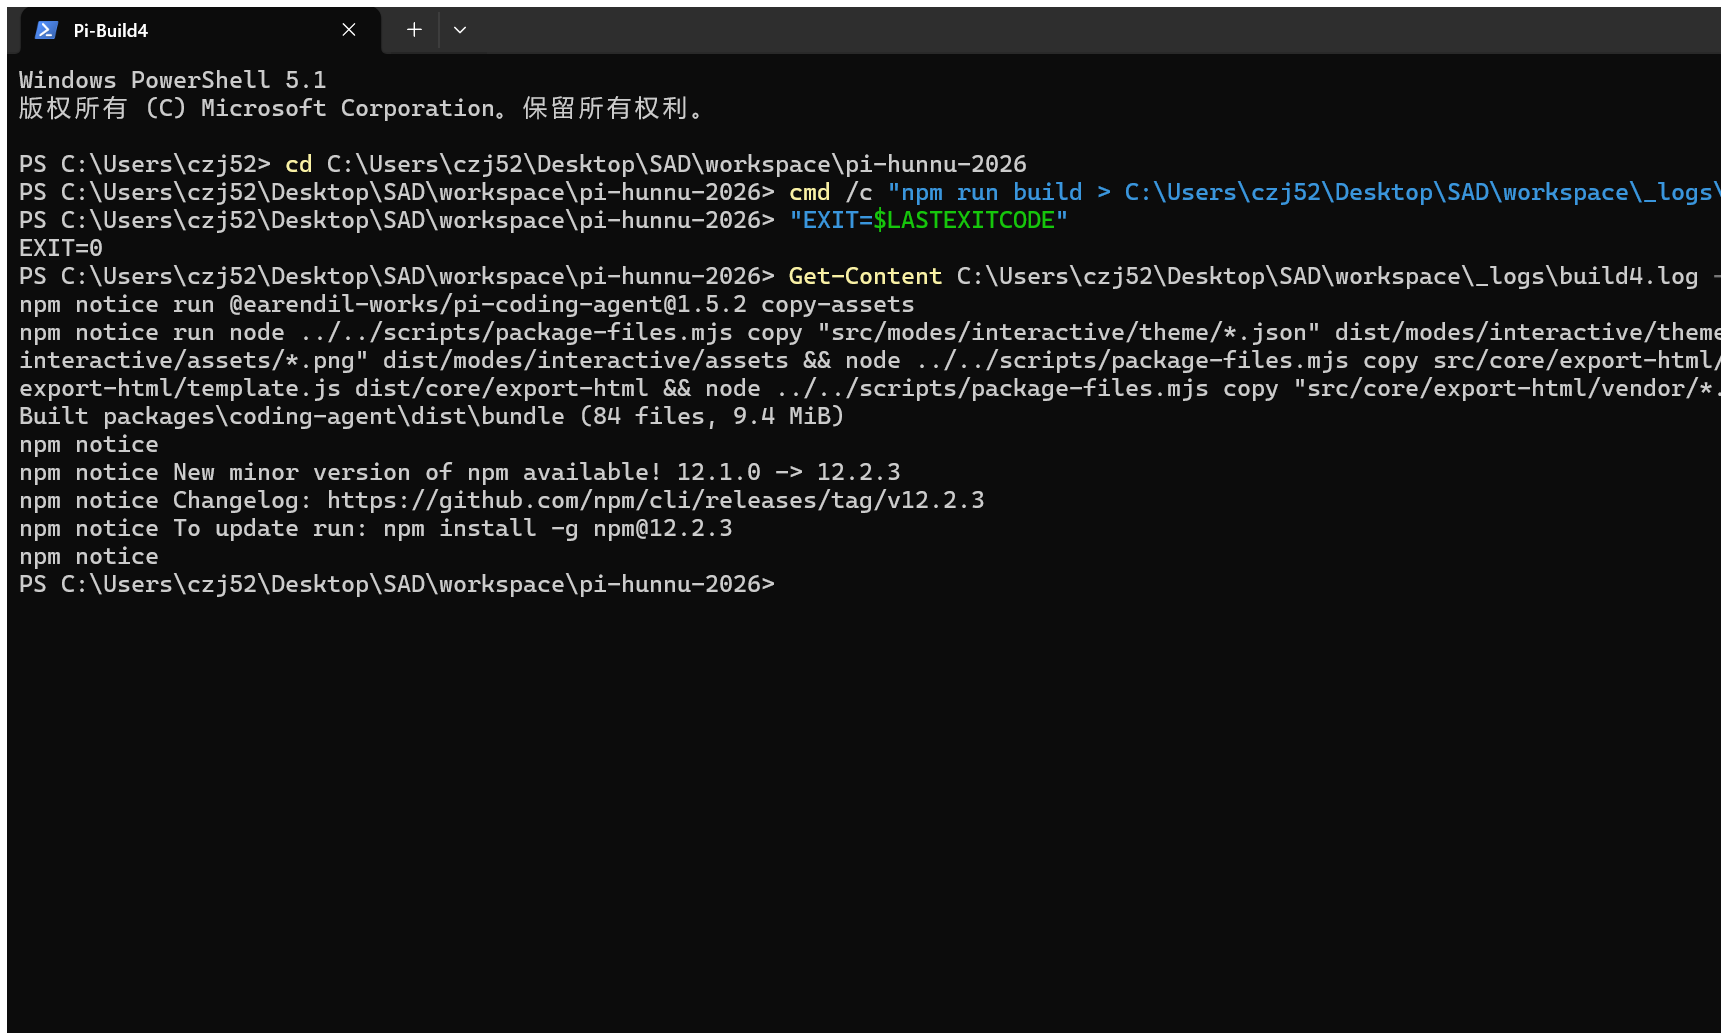 Pi-Build4
Windows PowerShell 5.1
版权所有 (C) Microsoft Corporation。保留所有权利。
PS C:\Users\czj52> cd C:\Users\czj52\Desktop\SAD\workspace\pi-hunnu-2026
PS C:\Users\czj52\Desktop\SAD\workspace\pi-hunnu-2026> cmd /c "npm run build > C:\Users\czj52\Desktop\SAD\workspace\_logs\
PS C:\Users\czj52\Desktop\SAD\workspace\pi-hunnu-2026> "EXIT=$LASTEXITCODE"
EXIT=0
PS C:\Users\czj52\Desktop\SAD\workspace\pi-hunnu-2026> Get-Content C:\Users\czj52\Desktop\SAD\workspace\_logs\build4.log -
npm notice run @earendil-works/pi-coding-agent@1.5.2 copy-assets
npm notice run node ../../scripts/package-files.mjs copy "src/modes/interactive/theme/*.json" dist/modes/interactive/theme
interactive/assets/*.png" dist/modes/interactive/assets && node ../../scripts/package-files.mjs copy src/core/export-html/
export-html/template.js dist/core/export-html && node ../../scripts/package-files.mjs copy "src/core/export-html/vendor/*.
Built packages\coding-agent\dist\bundle (84 files, 9.4 MiB)
npm notice
npm notice New minor version of npm available! 12.1.0 -> 12.2.3
npm notice Changelog: https://github.com/npm/cli/releases/tag/v12.2.3
npm notice To update run: npm install -g npm@12.2.3
npm notice
PS C:\Users\czj52\Desktop\SAD\workspace\pi-hunnu-2026>